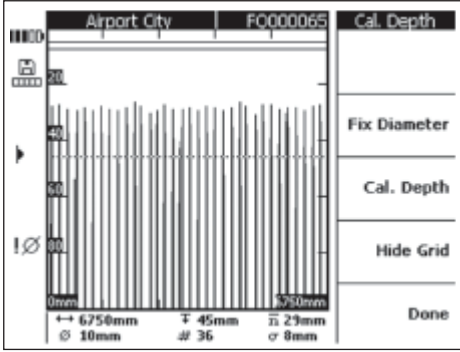 Airport City FQ000065 Cal. Depth
20
Fix Diameter
40
Cal. Depth
60
! Ø 80 Hide Grid
0mm 6750mm
↔ 6750mm ↧ 45mm n̅ 29mm Done
Ø 10mm # 36 σ 8mm